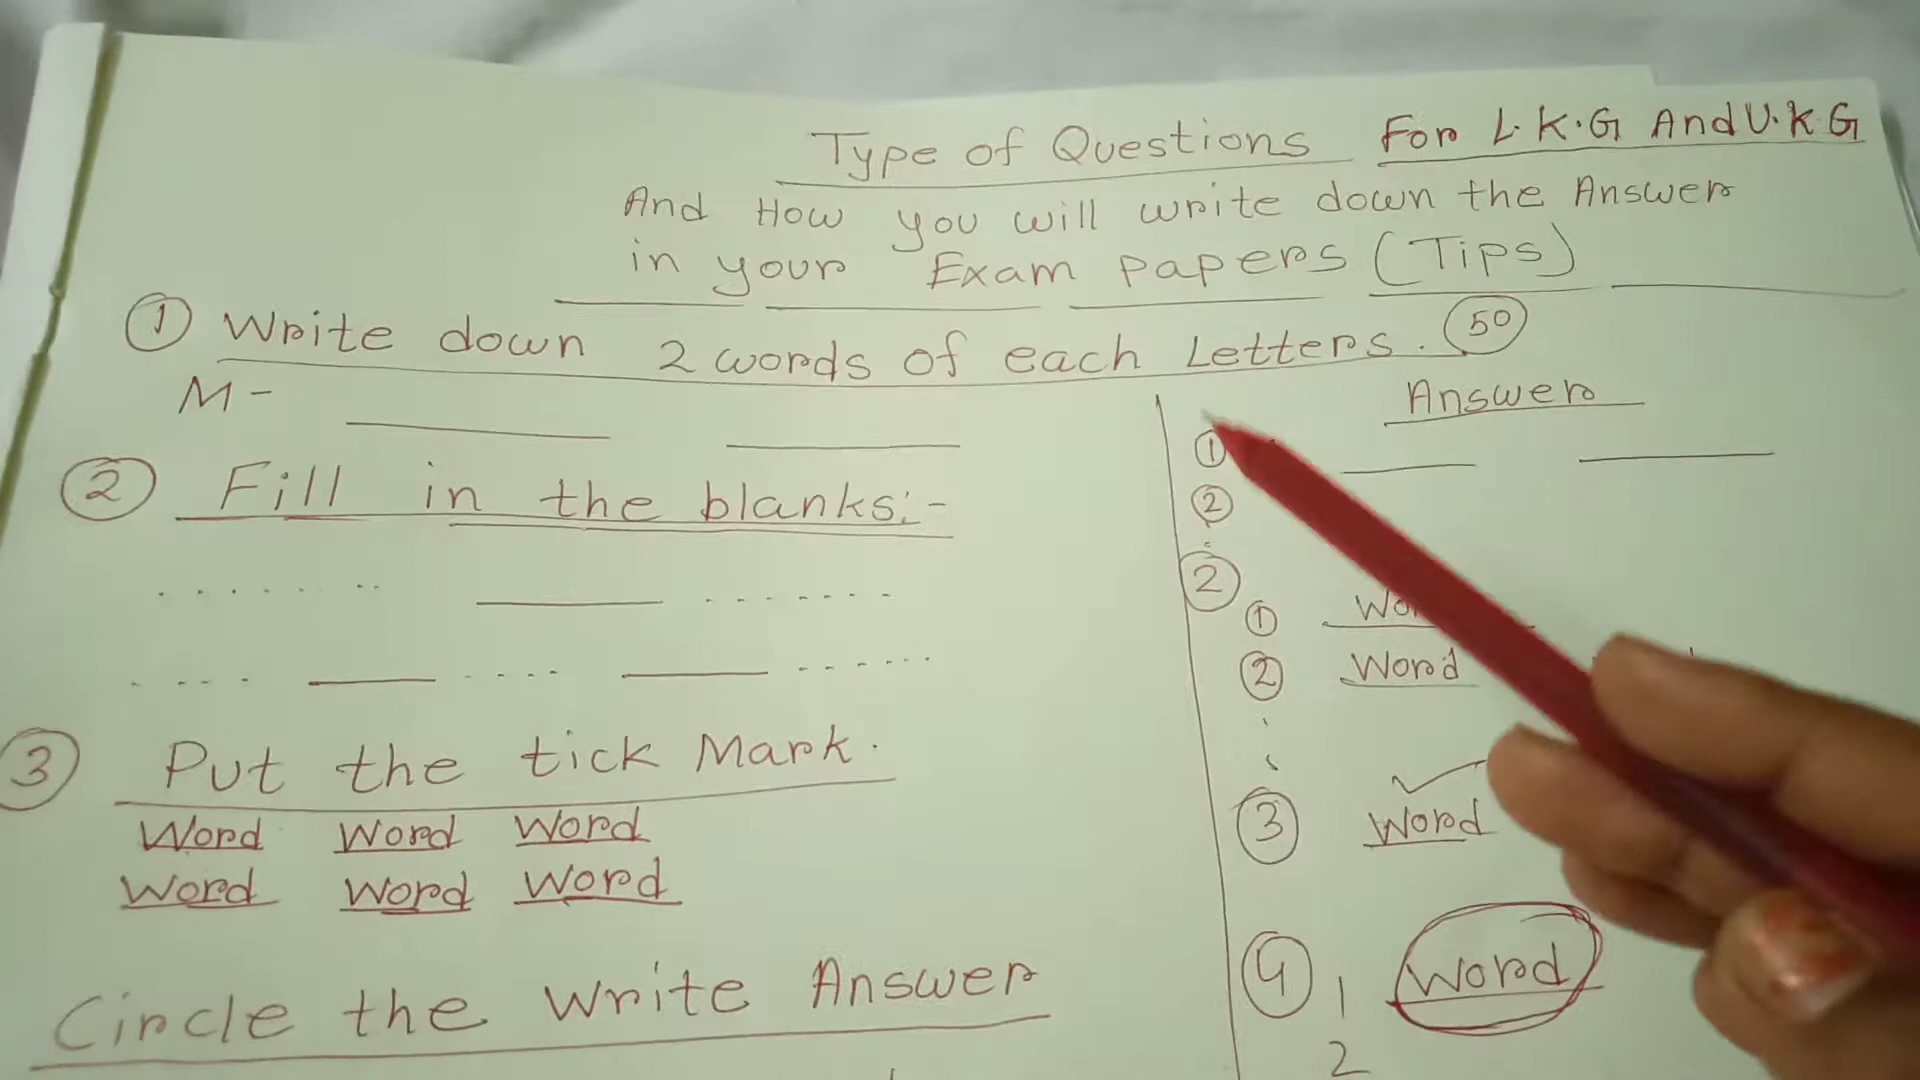 Type of Questions For L.K.G And U.K.G
And How you will write down the Answer
in your Exam papers (Tips)
① Write down 2 words of each Letters. 50
M -
② Fill in the blanks:-
③ Put the tick Mark.
Word Word Word
Word Word Word
Circle the Write Answer
Answer
①
②
②
①
② Word
③ Word
④ 1 Word
2